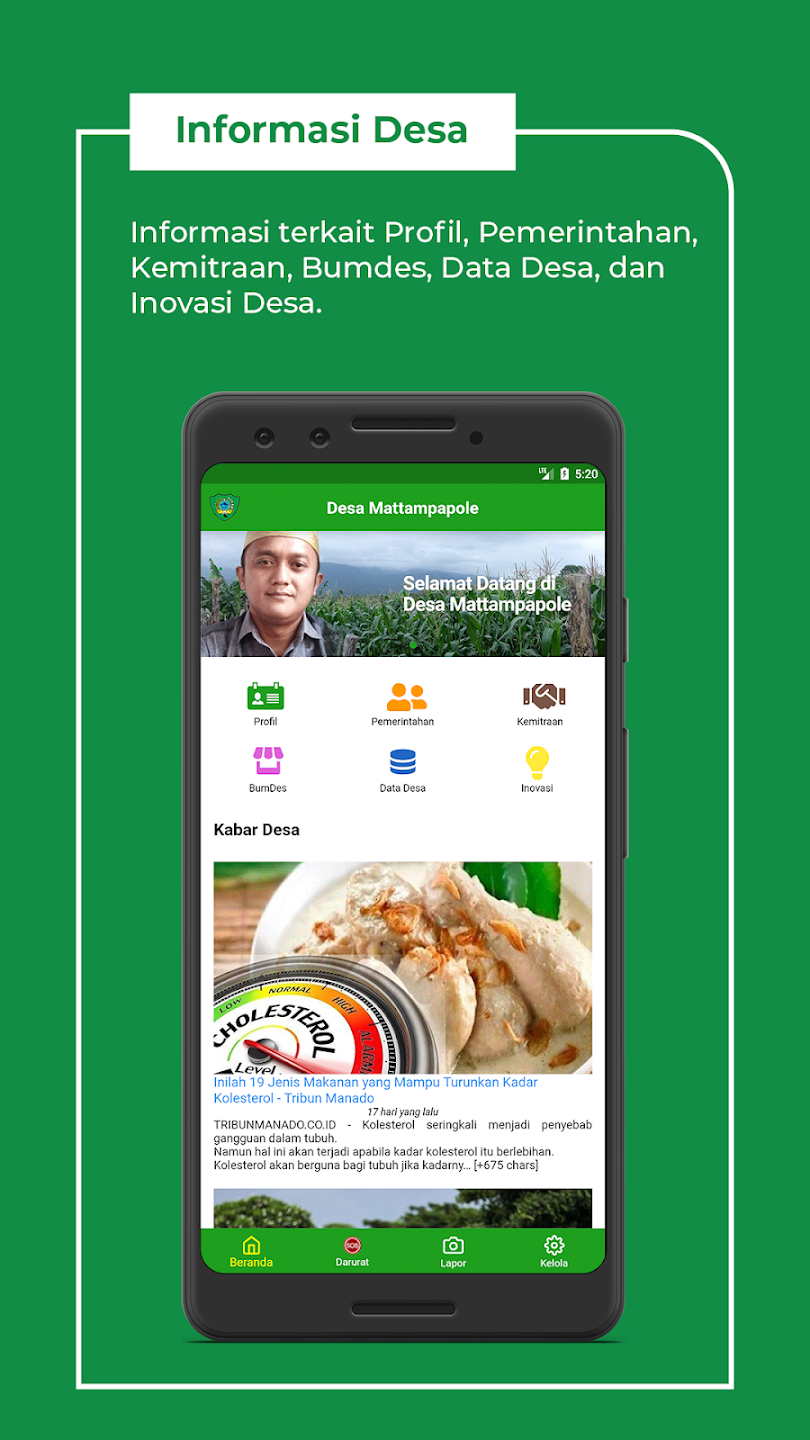 Informasi Desa
Informasi terkait Profil, Pemerintahan,
Kemitraan, Bumdes, Data Desa, dan
Inovasi Desa.
LTE 5:20
Desa Mattampapole
Selamat Datang di
Desa Mattampapole
Profil
Pemerintahan
Kemitraan
BumDes
Data Desa
Inovasi
Kabar Desa
LOW NORMAL HIGH ALARM
CHOLESTEROL
Level
Inilah 19 Jenis Makanan yang Mampu Turunkan Kadar
Kolesterol - Tribun Manado
17 hari yang lalu
TRIBUNMANADO.CO.ID - Kolesterol seringkali menjadi penyebab
gangguan dalam tubuh.
Namun hal ini akan terjadi apabila kadar kolesterol itu berlebihan.
Kolesterol akan berguna bagi tubuh jika kadarny... [+675 chars]
Beranda
SOS
Darurat
Lapor
Kelola